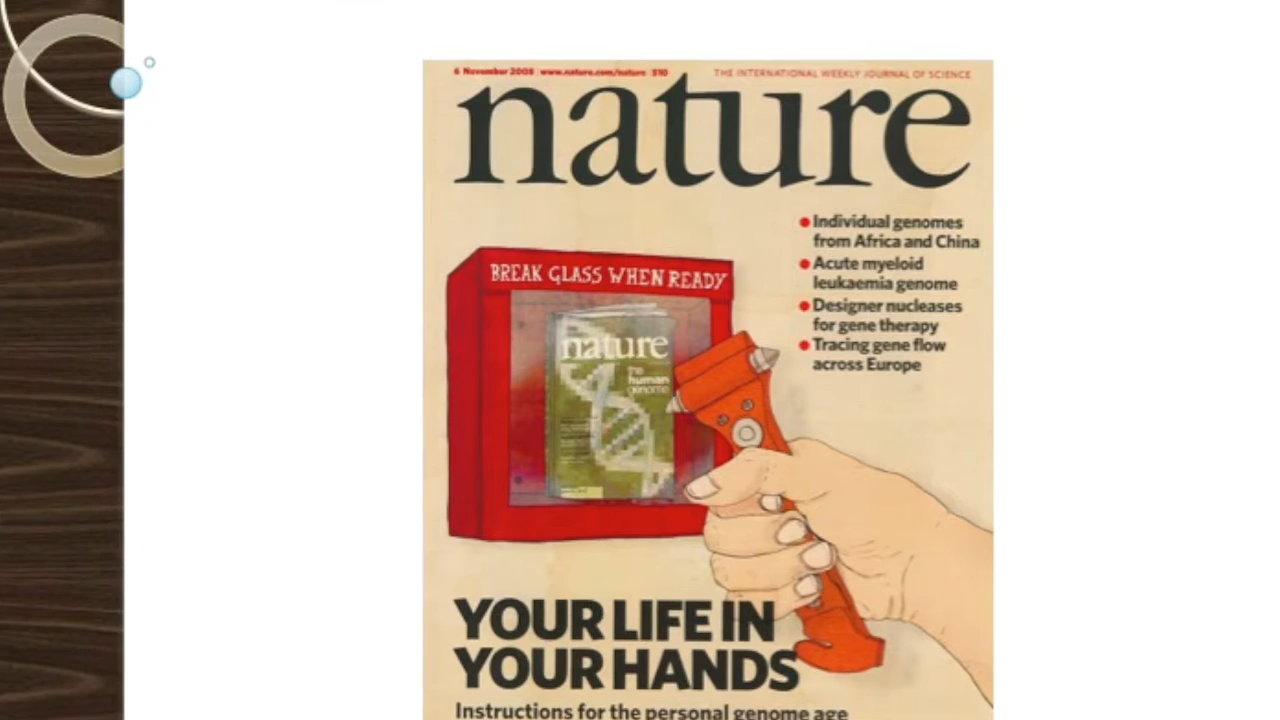 6 November 2008 www.nature.com/nature $10
THE INTERNATIONAL WEEKLY JOURNAL OF SCIENCE
nature
Individual genomes
from Africa and China
Acute myeloid
leukaemia genome
Designer nucleases
for gene therapy
Tracing gene flow
across Europe
BREAK GLASS WHEN READY
nature
the
human
genome
YOUR LIFE IN
YOUR HANDS
Instructions for the personal genome age